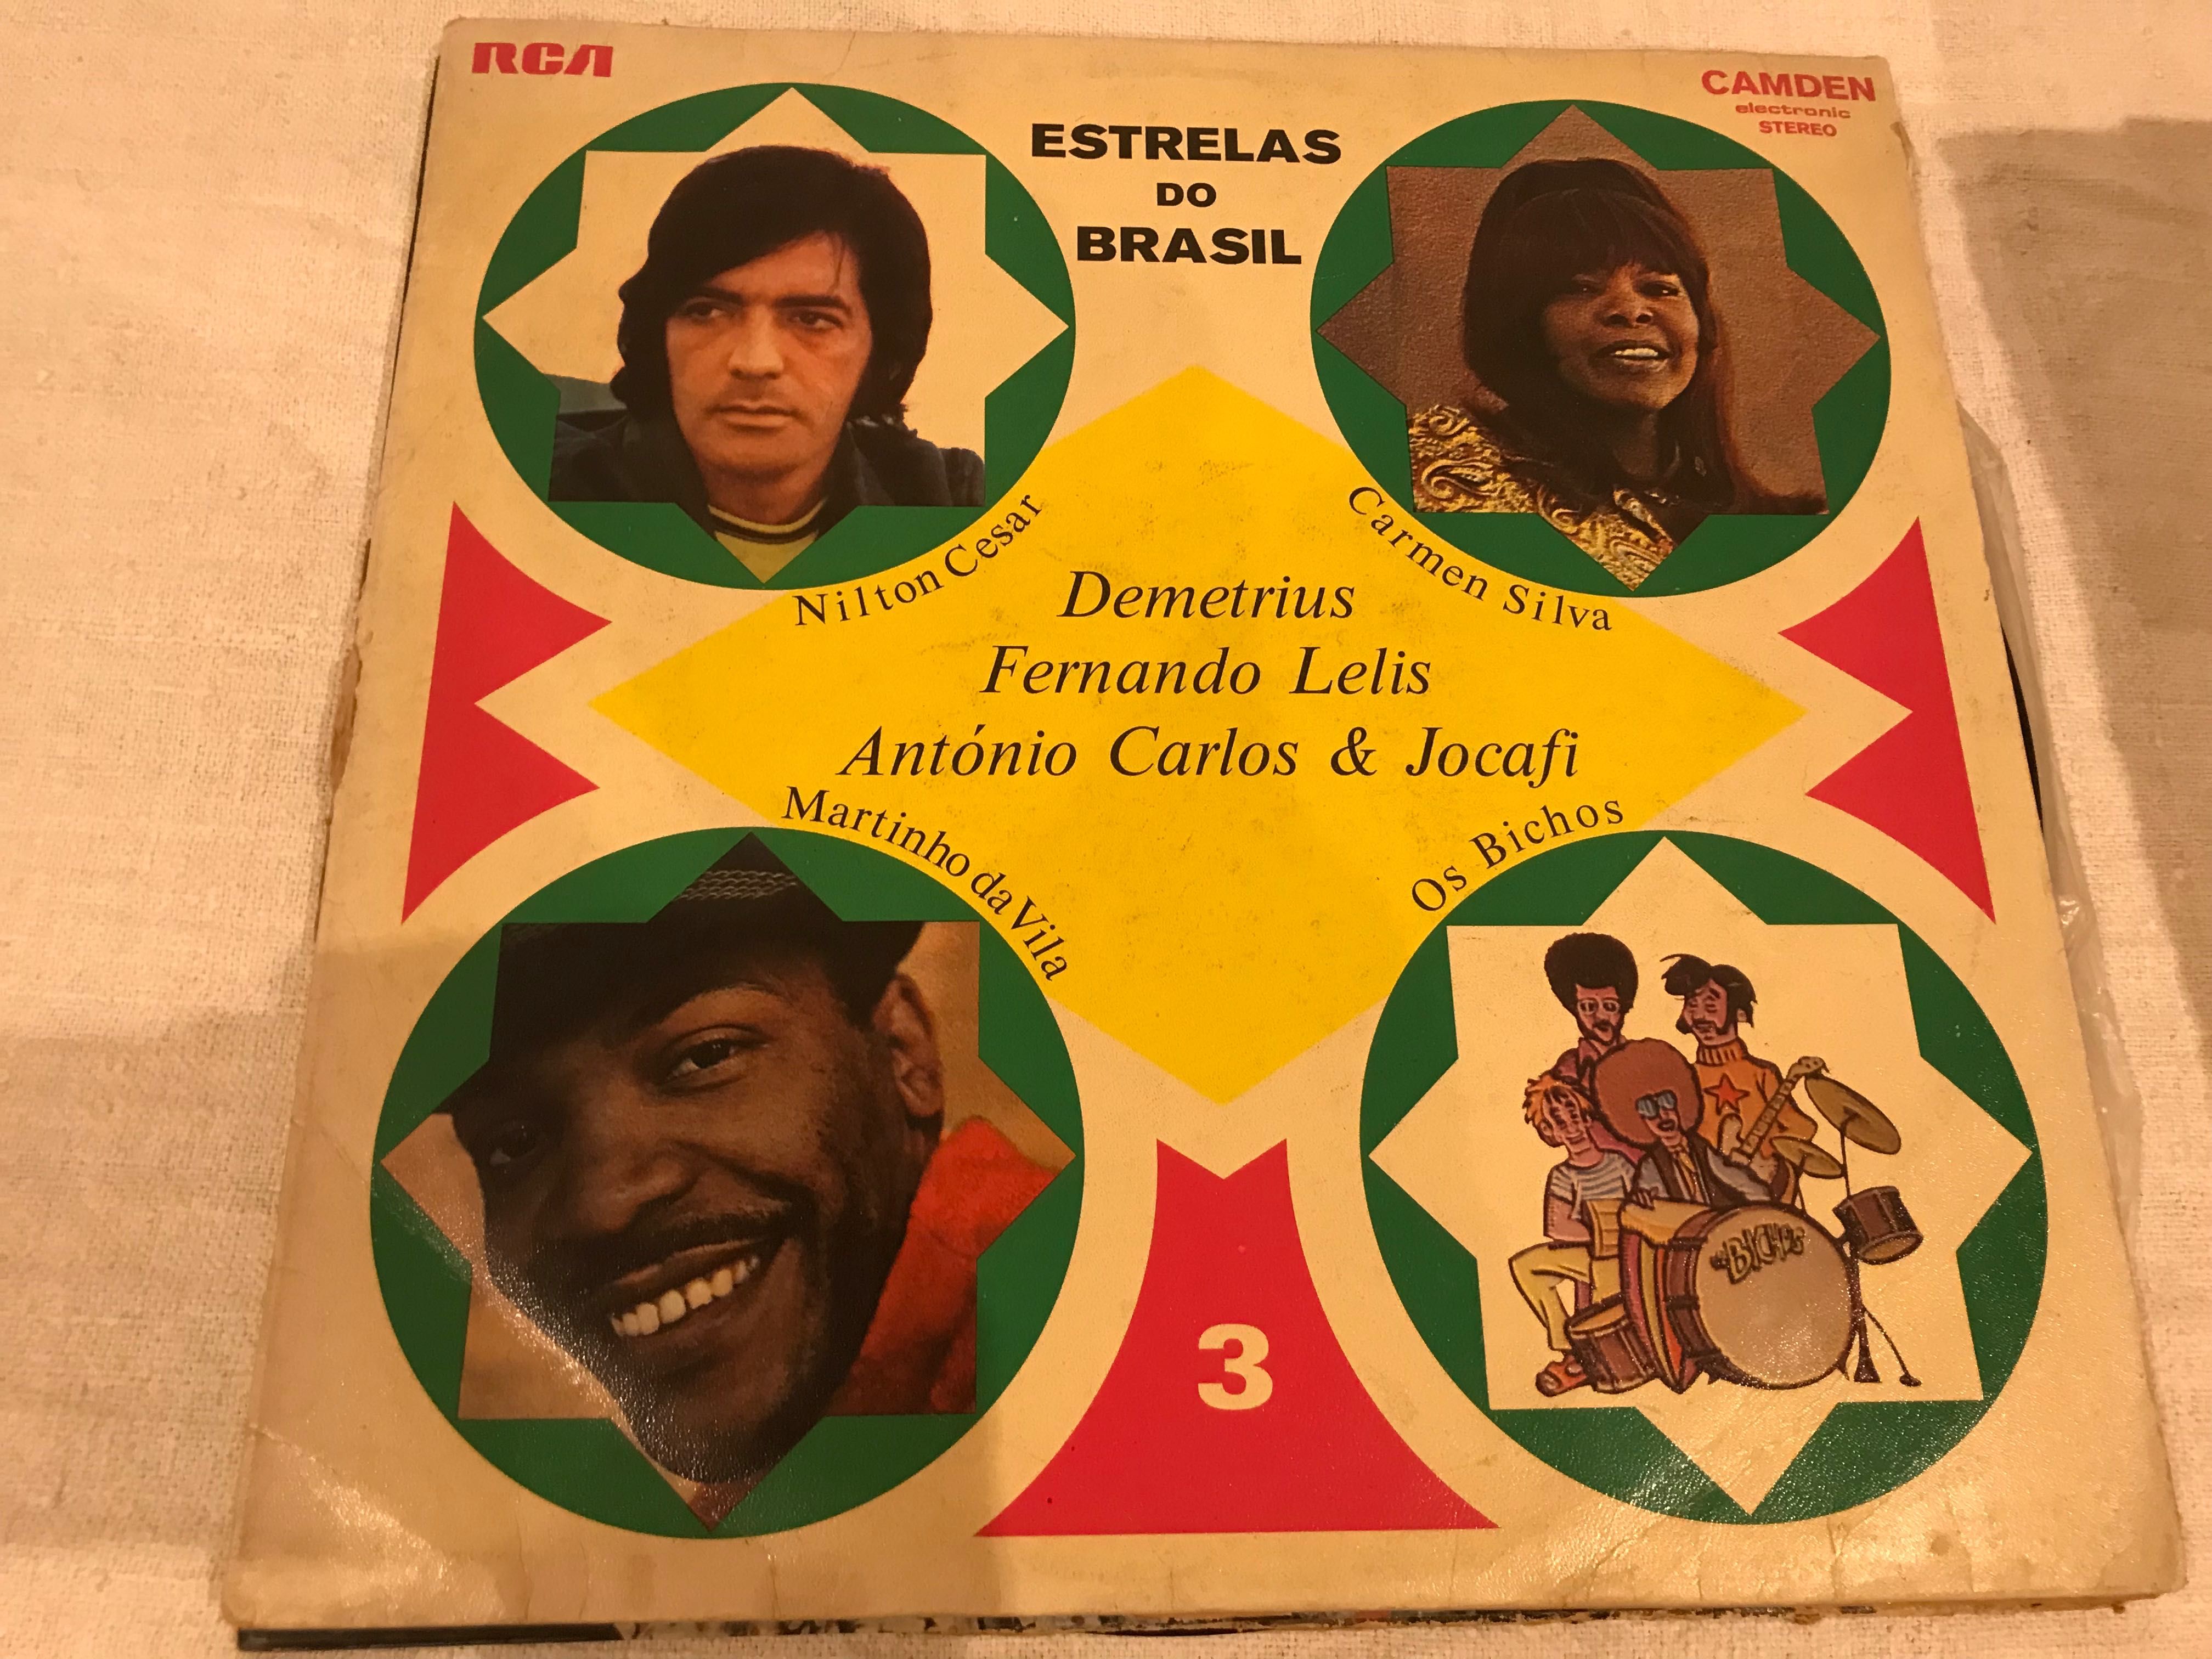 RCA
CAMDEN
electronic
STEREO
ESTRELAS
DO
BRASIL
Nilton Cesar
Carmen Silva
Demetrius
Fernando Lelis
António Carlos & Jocafi
Martinho da Vila
Os Bichos
OS BICHOS
3